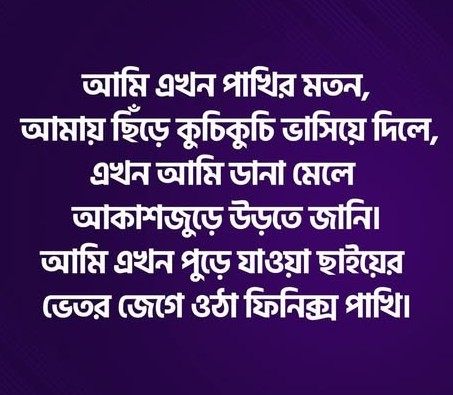 আমি এখন পাখির মতন,
আমায় ছিঁড়ে কুচিকুচি ভাসিয়ে দিলে,
এখন আমি ডানা মেলে
আকাশজুড়ে উড়তে জানি।
আমি এখন পুড়ে যাওয়া ছাইয়ের
ভেতর জেগে ওঠা ফিনিক্স পাখি।